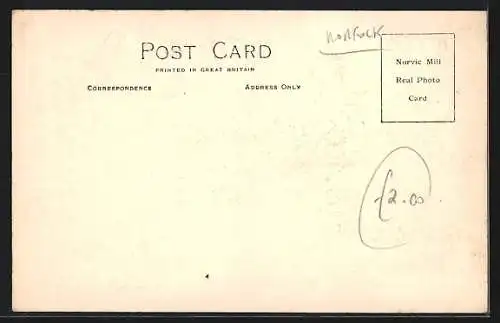 NORFOLK
POST CARD
PRINTED IN GREAT BRITAIN
CORRESPONDENCE
ADDRESS ONLY
Norvic Mill
Real Photo
Card
£2.00